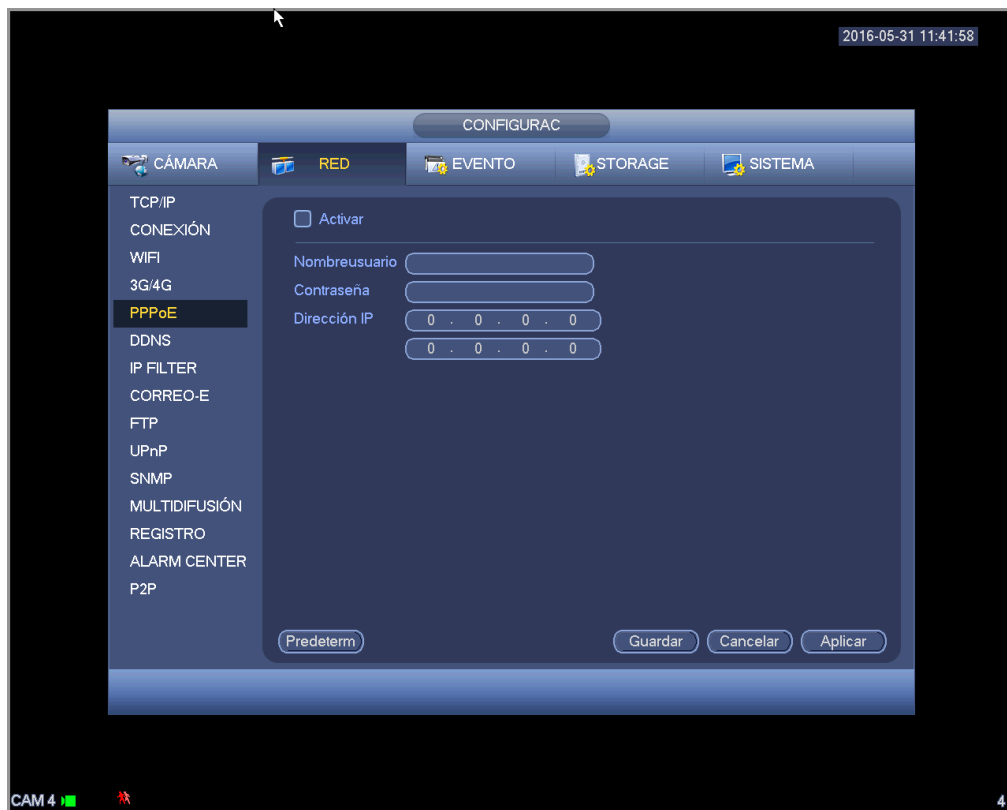 2016-05-31 11:41:58
CONFIGURAC
CÁMARA RED EVENTO STORAGE SISTEMA
TCP/IP
CONEXIÓN
WIFI
3G/4G
PPPoE
DDNS
IP FILTER
CORREO-E
FTP
UPnP
SNMP
MULTIDIFUSIÓN
REGISTRO
ALARM CENTER
P2P
Activar
Nombreusuario
Contraseña
Dirección IP 0 . 0 . 0 . 0
0 . 0 . 0 . 0
Predeterm Guardar Cancelar Aplicar
CAM 4
4